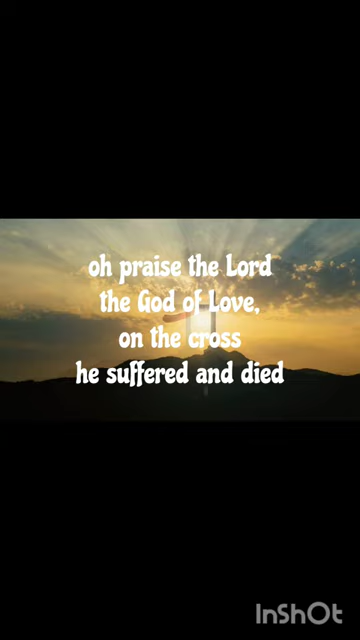 oh praise the Lord
the God of Love,
on the cross
he suffered and died
InShOt